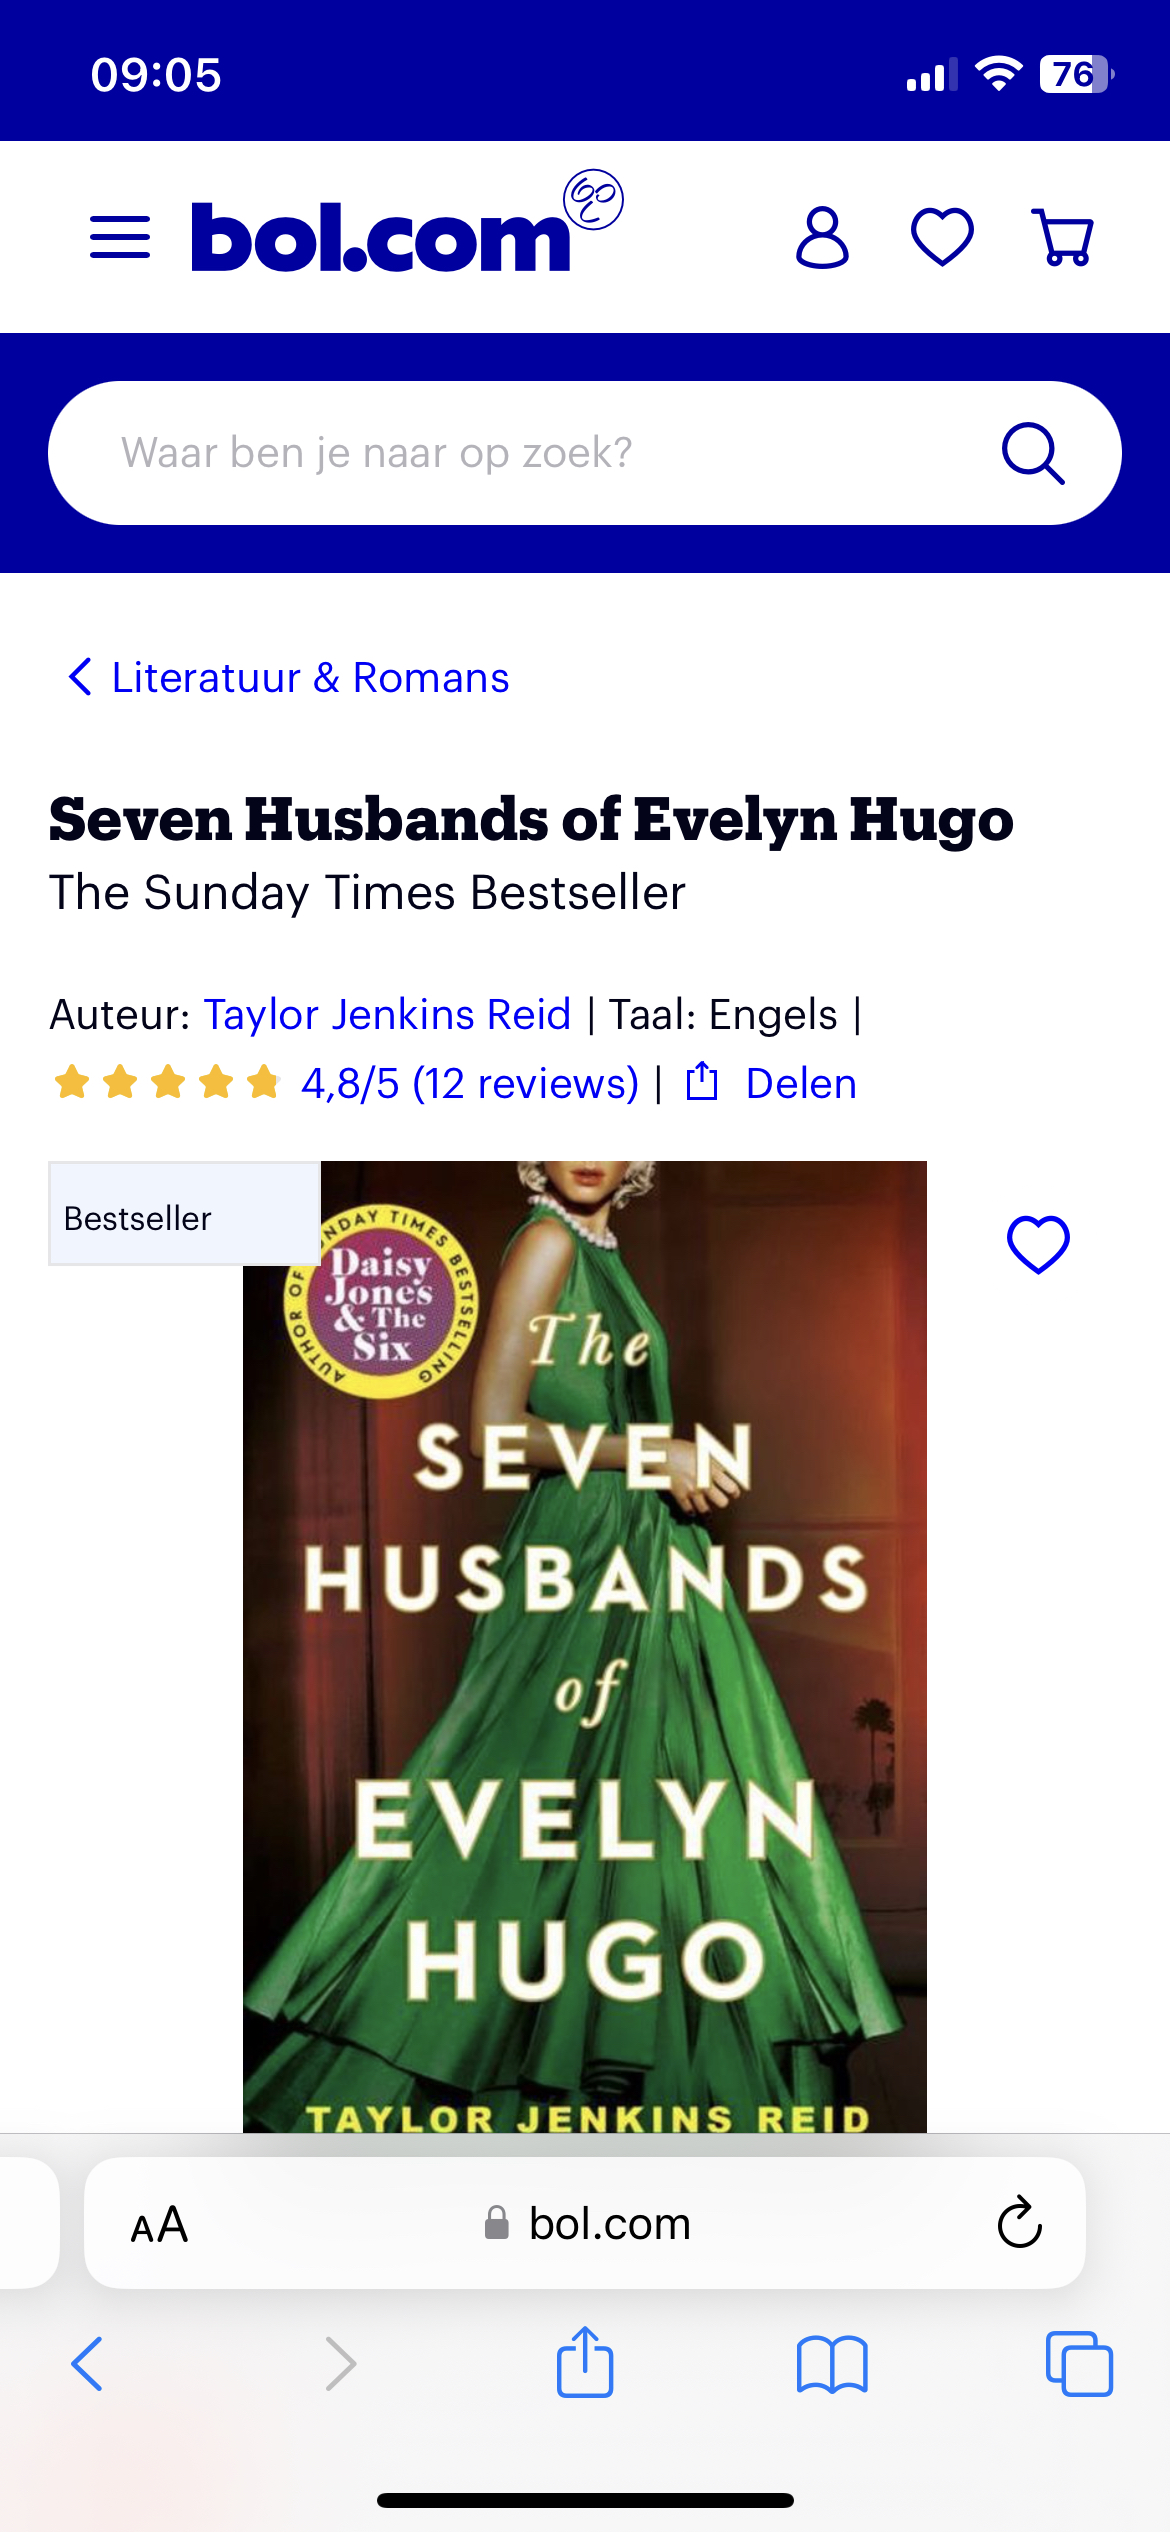 09:05
76
bol.com
Waar ben je naar op zoek?
Literatuur & Romans
Seven Husbands of Evelyn Hugo
The Sunday Times Bestseller
Auteur: Taylor Jenkins Reid | Taal: Engels |
4,8/5 (12 reviews) | Delen
Bestseller
AUTHOR OF
NDAY TIMES BESTSELLING
Daisy
Jones
& The
Six
The
SEVEN
HUSBANDS
of
EVELYN
HUGO
TAYLOR JENKINS REID
AA
bol.com